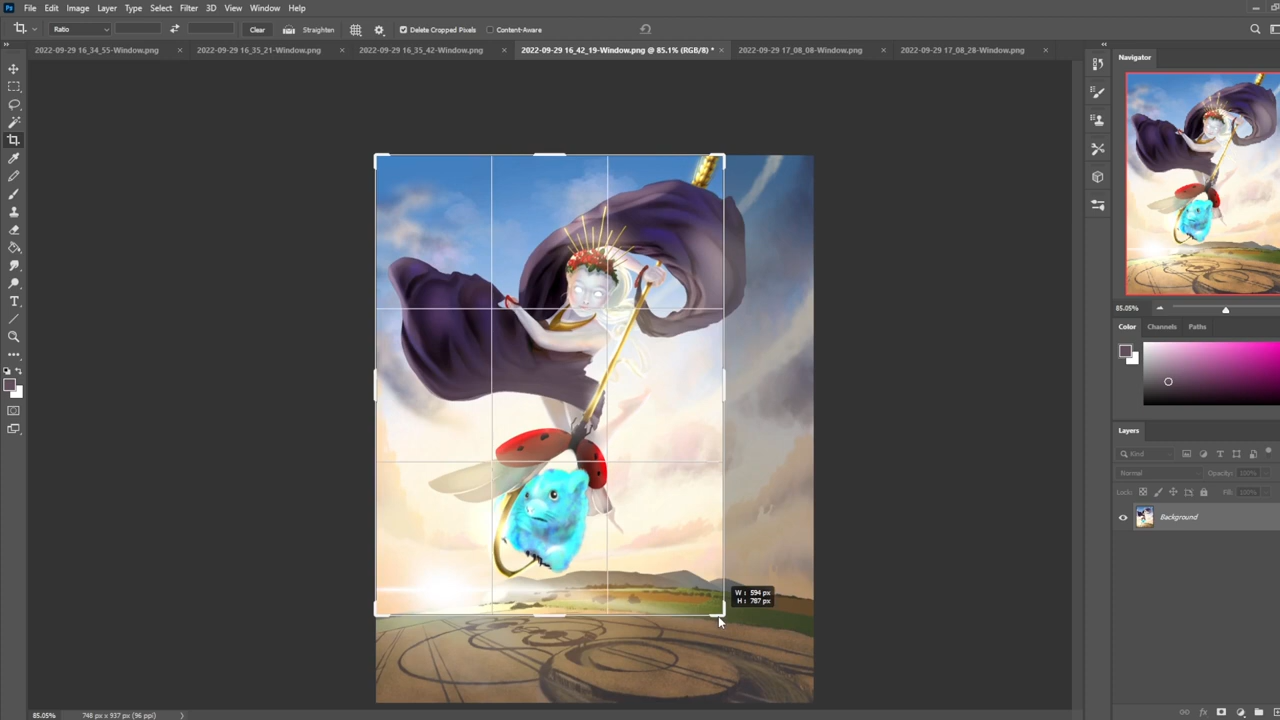 Ps File Edit Image Layer Type Select Filter 3D View Window Help
Ratio Clear Straighten Delete Cropped Pixels Content-Aware
2022-09-29 16_34_55-Window.png × 2022-09-29 16_35_21-Window.png × 2022-09-29 16_35_42-Window.png × 2022-09-29 16_42_19-Window.png @ 85.1% (RGB/8) * × 2022-09-29 17_08_08-Window.png × 2022-09-29 17_08_28-Window.png ×
Navigator
85.05%
Color Channels Paths
Layers
Kind
Normal Opacity: 100%
Lock: Fill: 100%
Background
W: 594 px
H: 787 px
85.05% 748 px x 937 px (96 ppi)